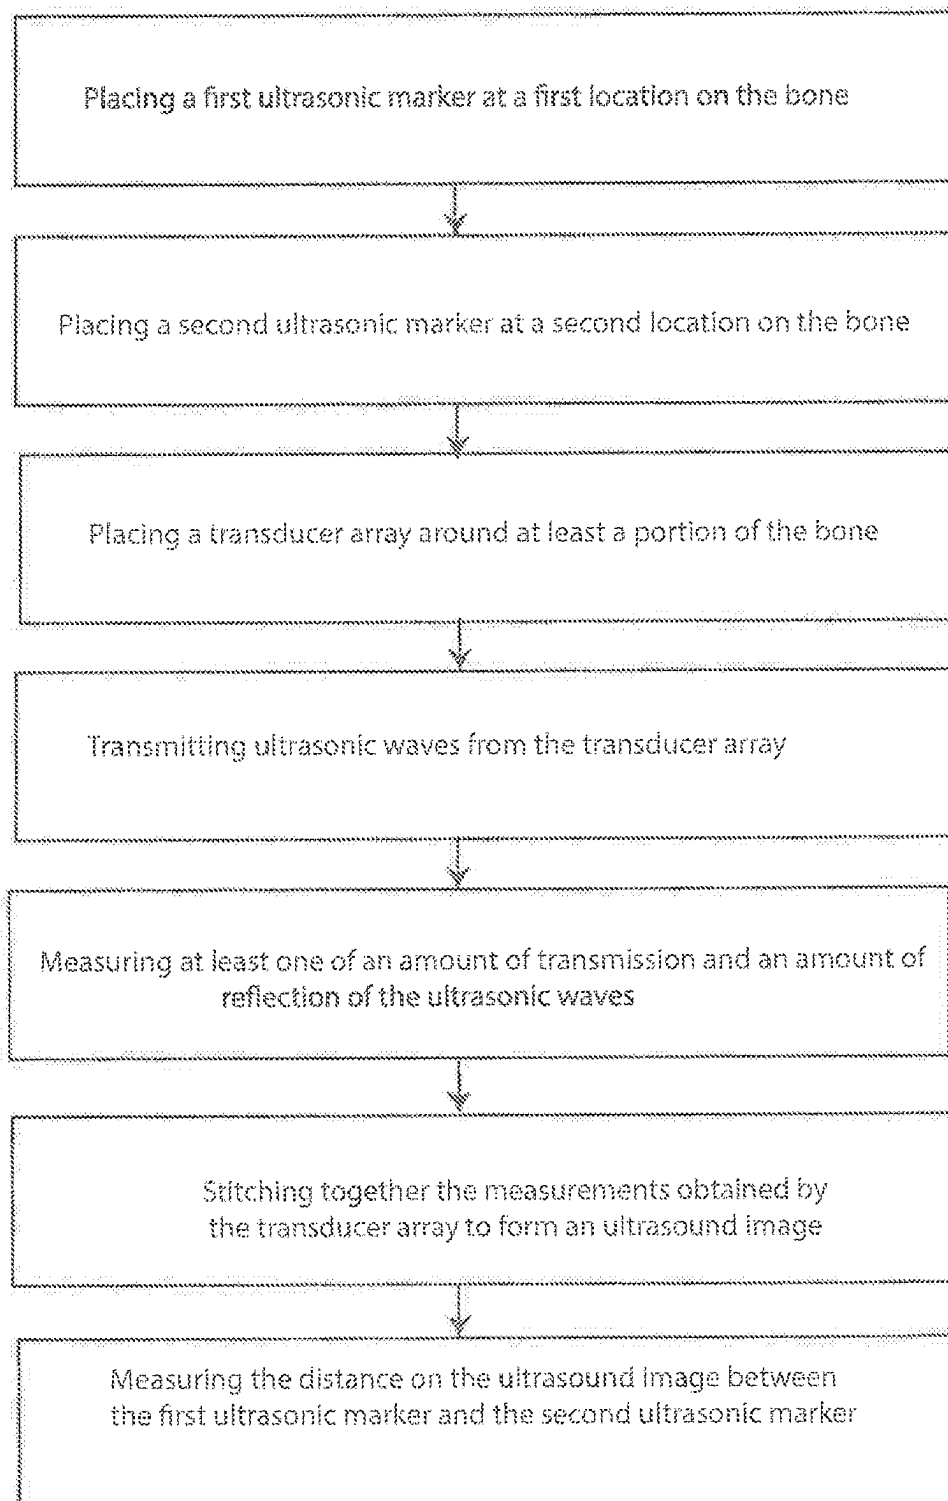 Placing a first ultrasonic marker at a first location on the bone
Placing a second ultrasonic marker at a second location on the bone
Placing a transducer array around at least a portion of the bone
Transmitting ultrasonic waves from the transducer array
Measuring at least one of an amount of transmission and an amount of
reflection of the ultrasonic waves
Stitching together the measurements obtained by
the transducer array to form an ultrasound image
Measuring the distance on the ultrasound image between
the first ultrasonic marker and the second ultrasonic marker